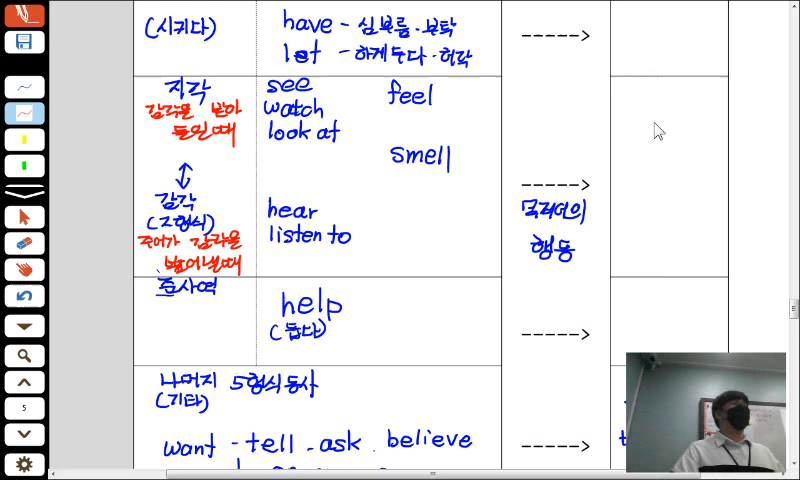 (시키다)
have - 심부름·부탁
let - 하게두다·허락
----->
지각
감각을 받아
들일때
see
watch
look at
feel
smell
↕
감각
(2형식)
주어가 감각을
뱉어낼때
hear
listen to
----->
목적어의
행동
준사역
help
(돕다)
----->
나머지 5형식동사
(기타)
want - tell - ask . believe
----->
5